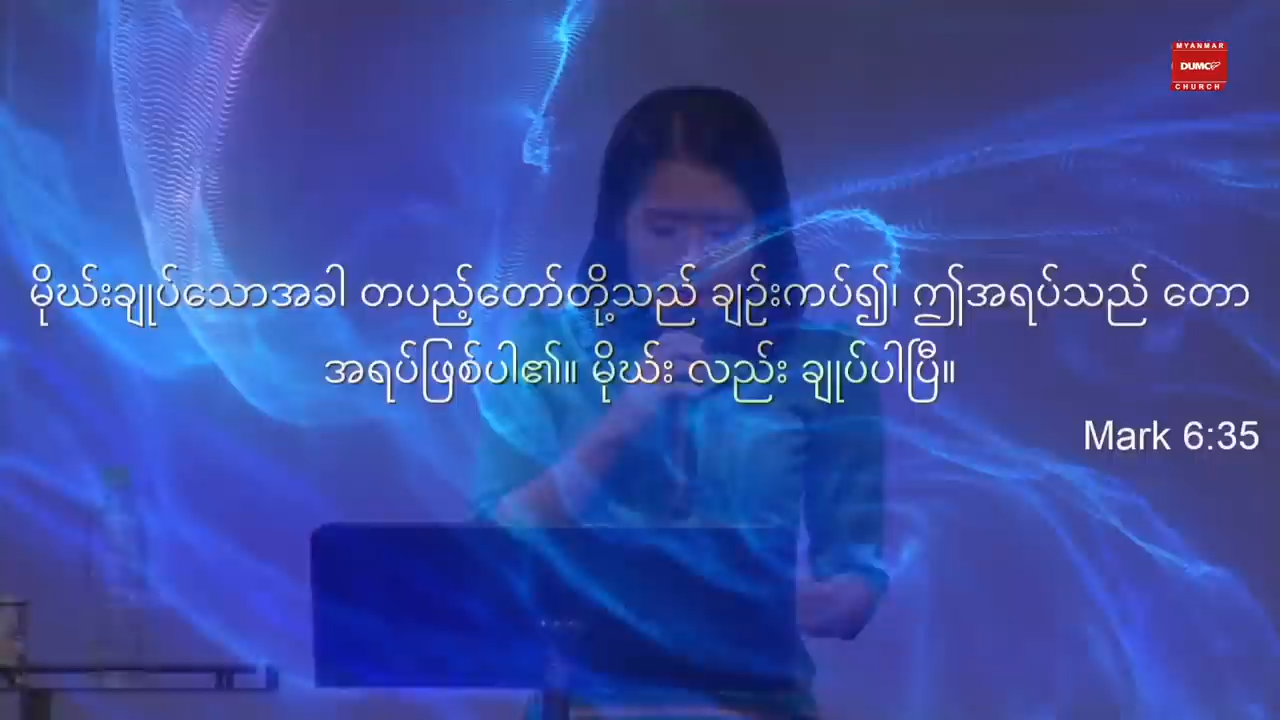 MYANMAR
DUMC
CHURCH
မိုဃ်းချုပ်သောအခါ တပည့်တော်တို့သည် ချဉ်းကပ်၍၊ ဤအရပ်သည် တော
အရပ်ဖြစ်ပါ၏။ မိုဃ်း လည်း ချုပ်ပါပြီ။
Mark 6:35